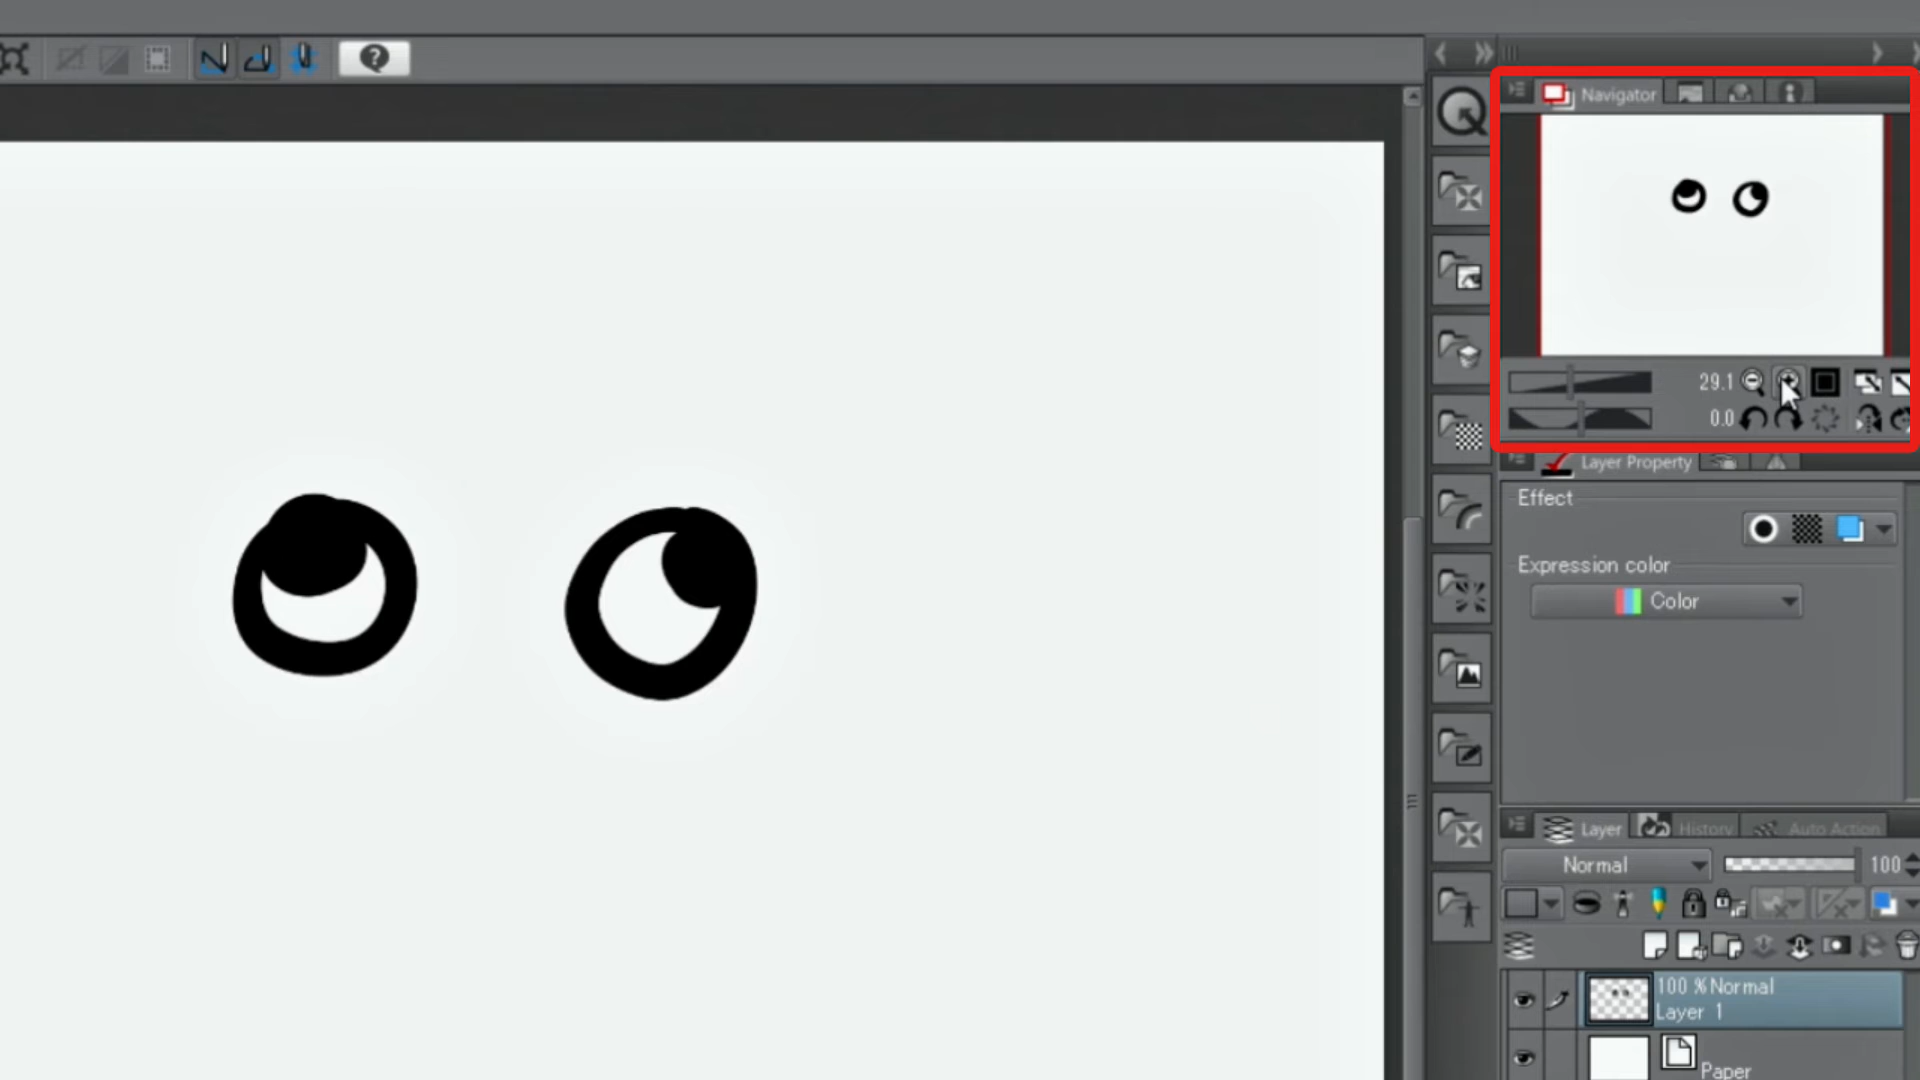 Navigator
29.1
0.0
Layer Property
Effect
Expression color
Color
Layer History Auto Action
Normal 100
100 %Normal
Layer 1
Paper